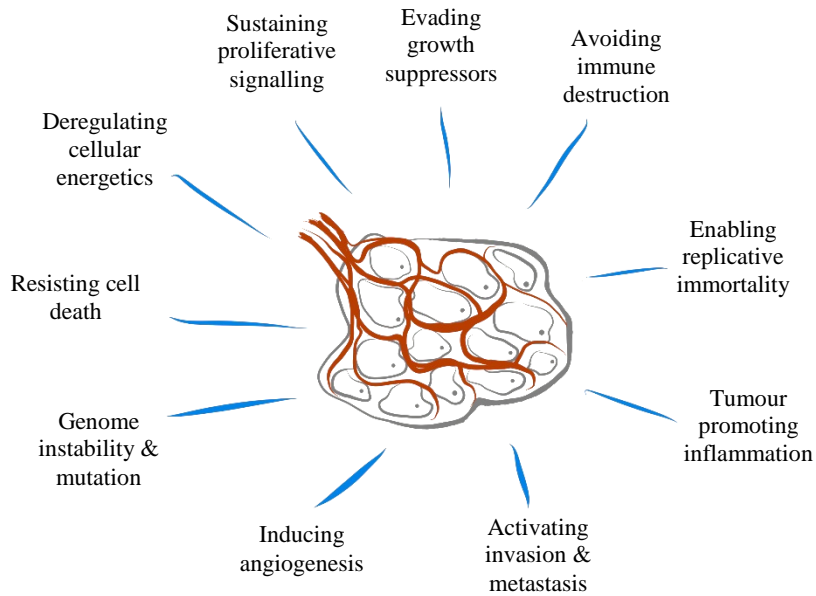 Sustaining
proliferative
signalling
Evading
growth
suppressors
Avoiding
immune
destruction
Deregulating
cellular
energetics
Enabling
replicative
immortality
Resisting cell
death
Tumour
promoting
inflammation
Genome
instability &
mutation
Inducing
angiogenesis
Activating
invasion &
metastasis